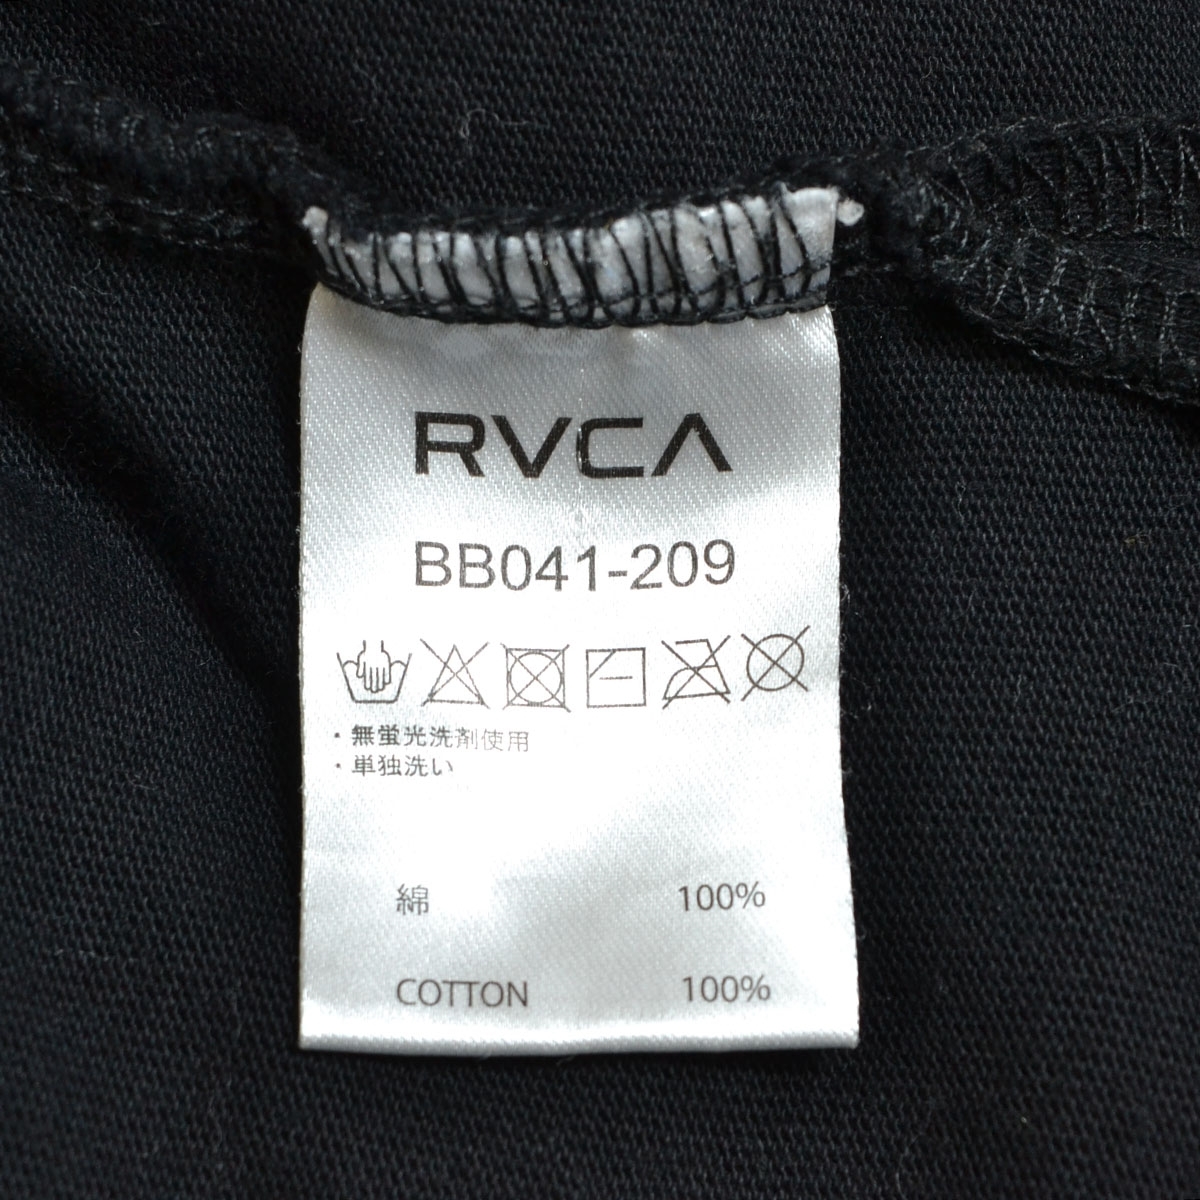 RVCA
BB041-209
・無蛍光洗剤使用
・単独洗い
綿 100%
COTTON 100%